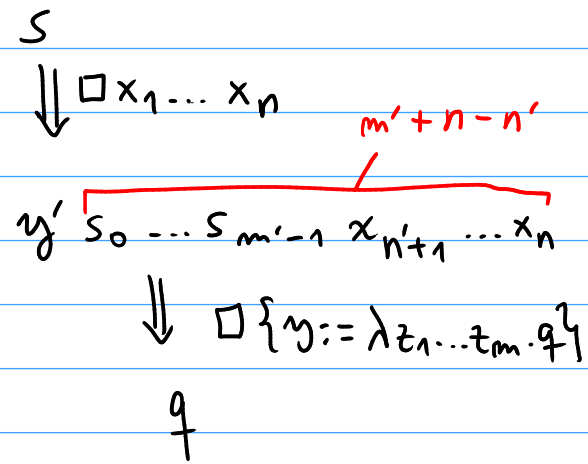 s
⇓ □ x₁ ... xₙ
m' + n - n'
y' s₀ ... s_{m'-1} x_{n'+1} ... xₙ
⇓ □ {y := λz₁...z_m.q}
q